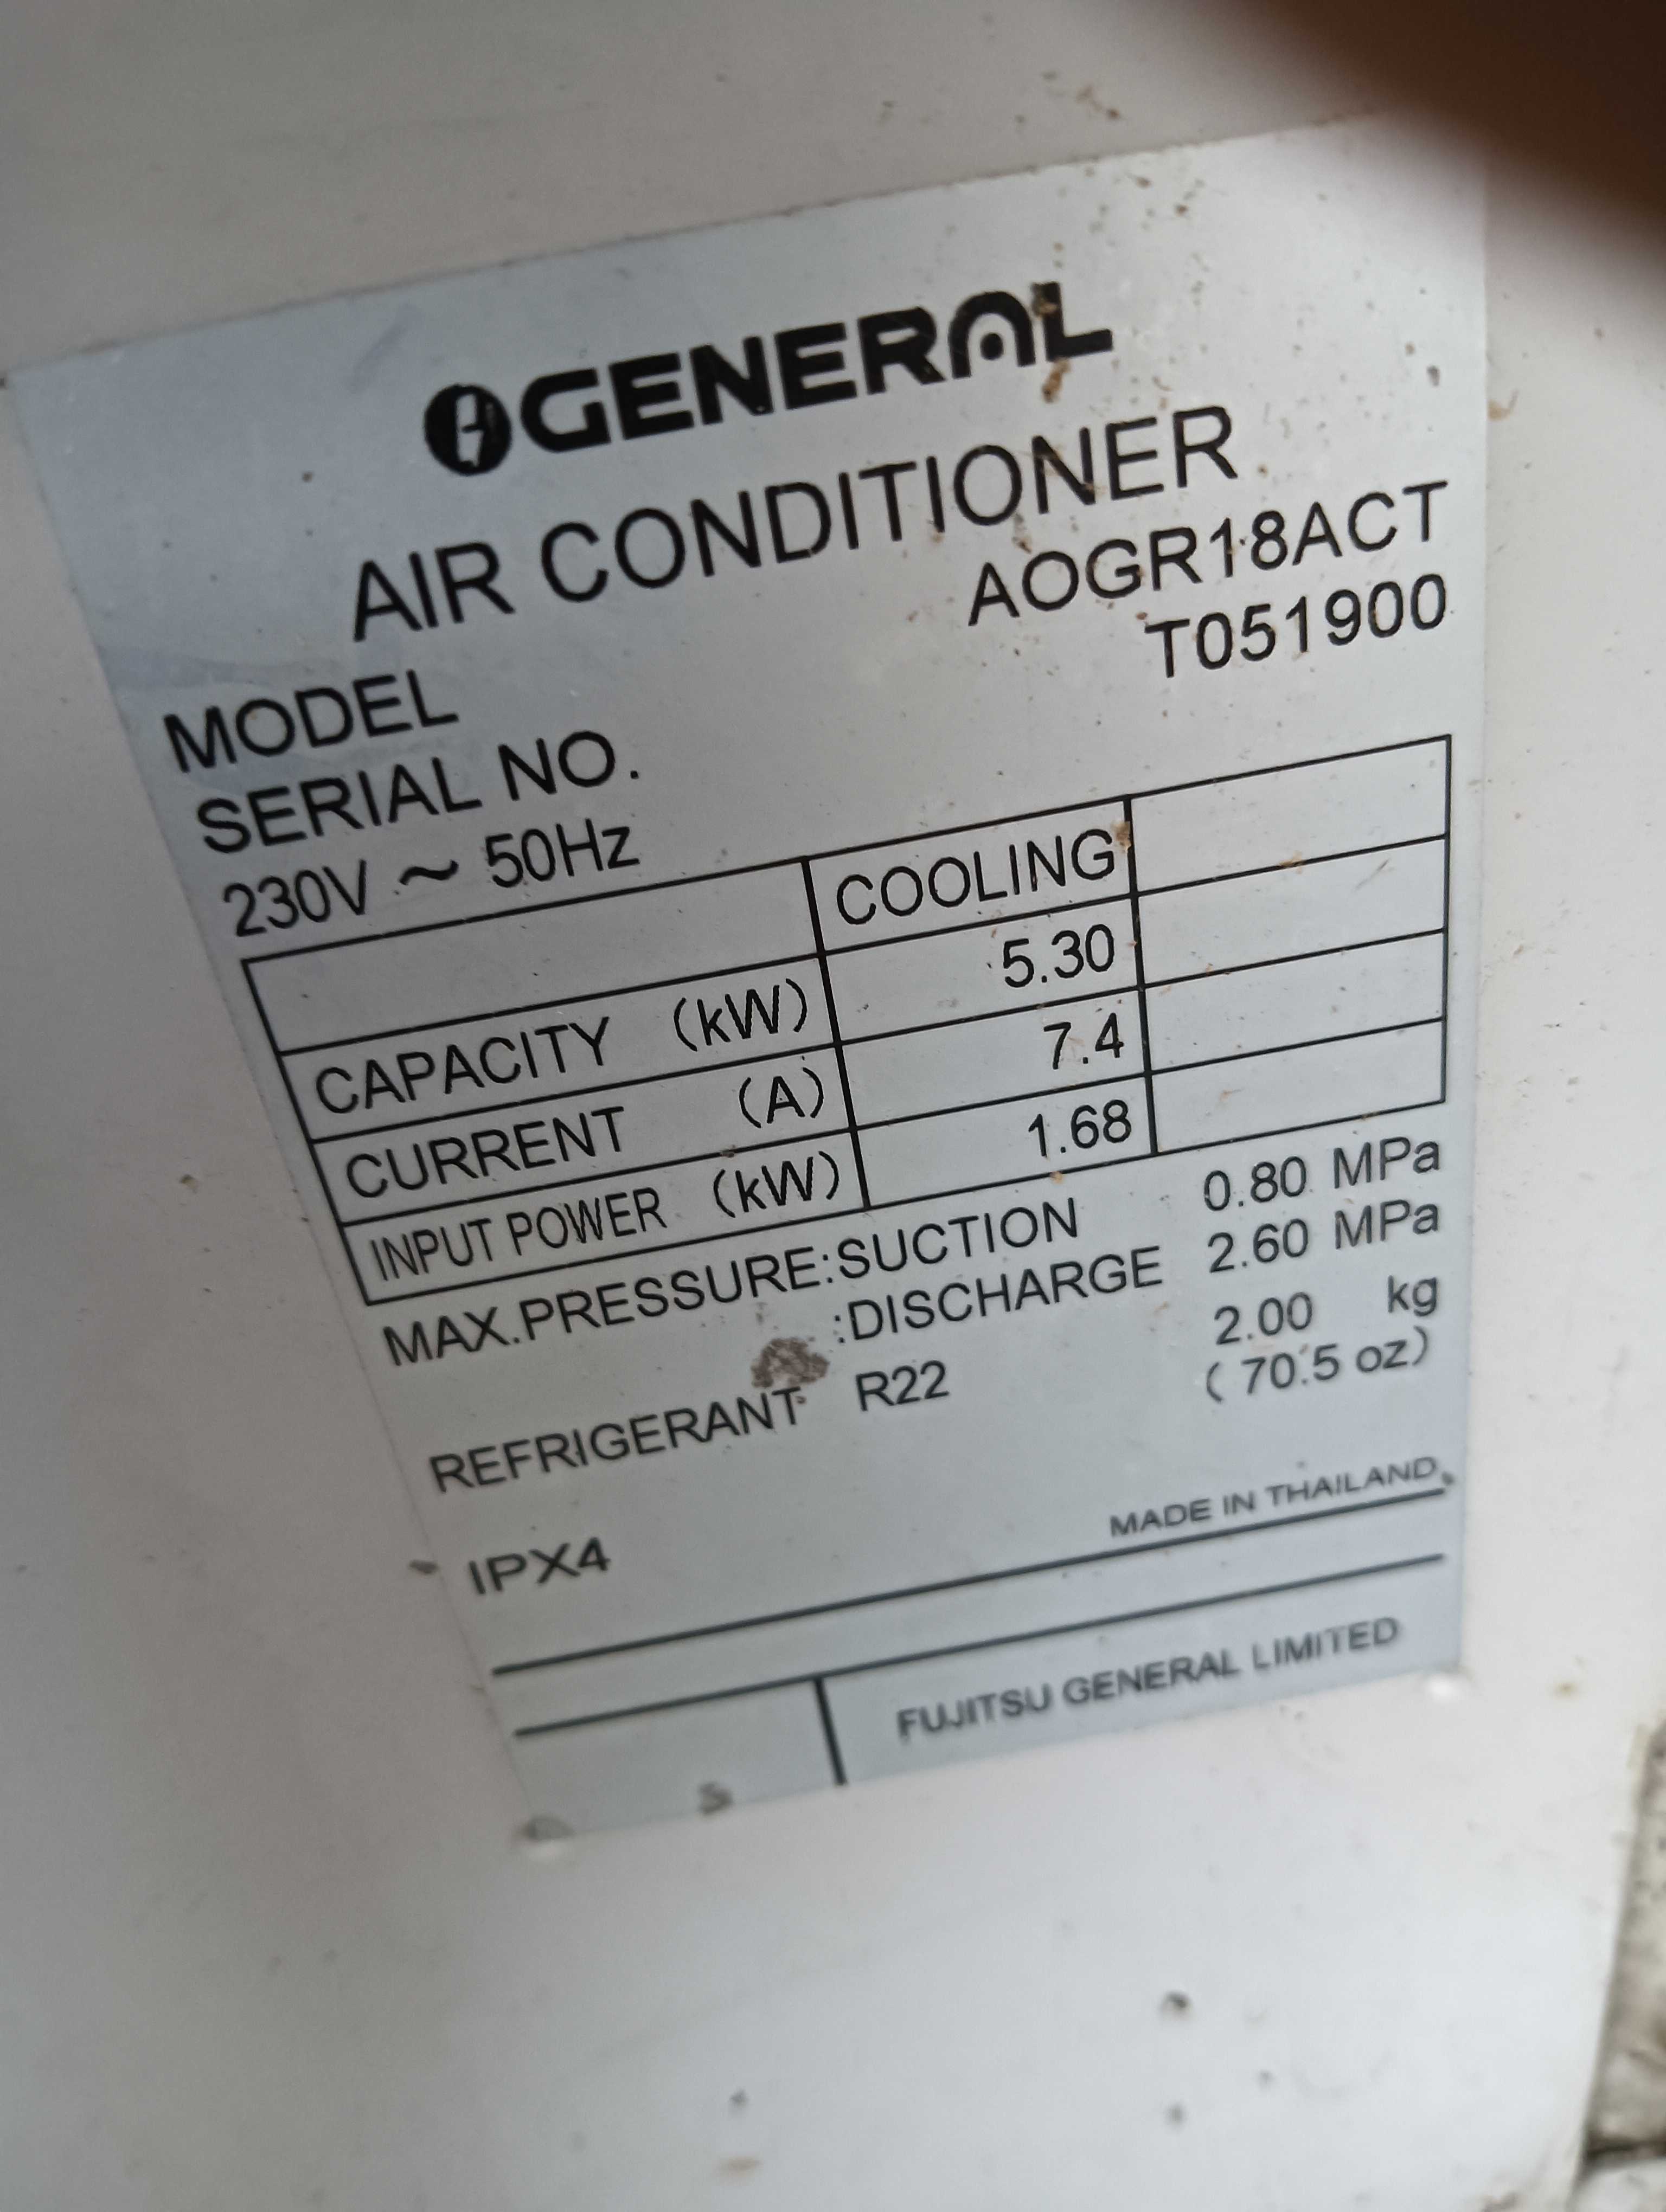 GENERAL
AIR CONDITIONER
MODEL AOGR18ACT
SERIAL NO. T051900
230V ~ 50Hz
COOLING
CAPACITY (kW) 5.30
CURRENT (A) 7.4
INPUT POWER (kW) 1.68
MAX.PRESSURE:SUCTION 0.80 MPa
:DISCHARGE 2.60 MPa
REFRIGERANT R22 2.00 kg
(70.5 oz)
IPX4
MADE IN THAILAND
FUJITSU GENERAL LIMITED